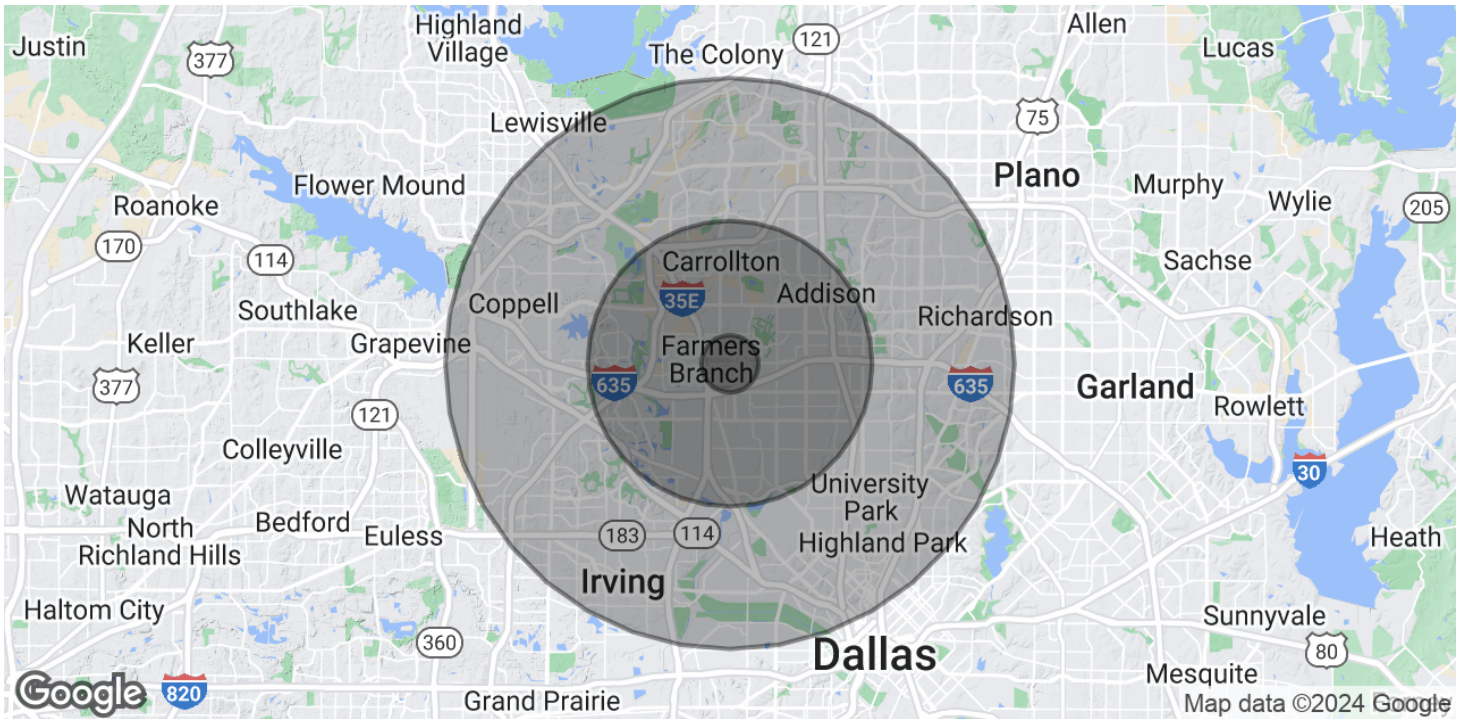 Justin
377
Highland
Village
The Colony
121
Allen
Lucas
Lewisville
75
Plano
Flower Mound
Murphy
Wylie
Roanoke
205
170
114
Carrollton
Sachse
35E
Addison
Southlake
Coppell
Richardson
Keller
Grapevine
Farmers
Branch
377
635
635
Garland
Rowlett
121
Colleyville
30
University
Park
Watauga
North
Richland Hills
Bedford
Euless
183
114
Highland Park
Heath
Irving
Haltom City
Sunnyvale
360
Dallas
80
Mesquite
Google
820
Grand Prairie
Map data ©2024 Google